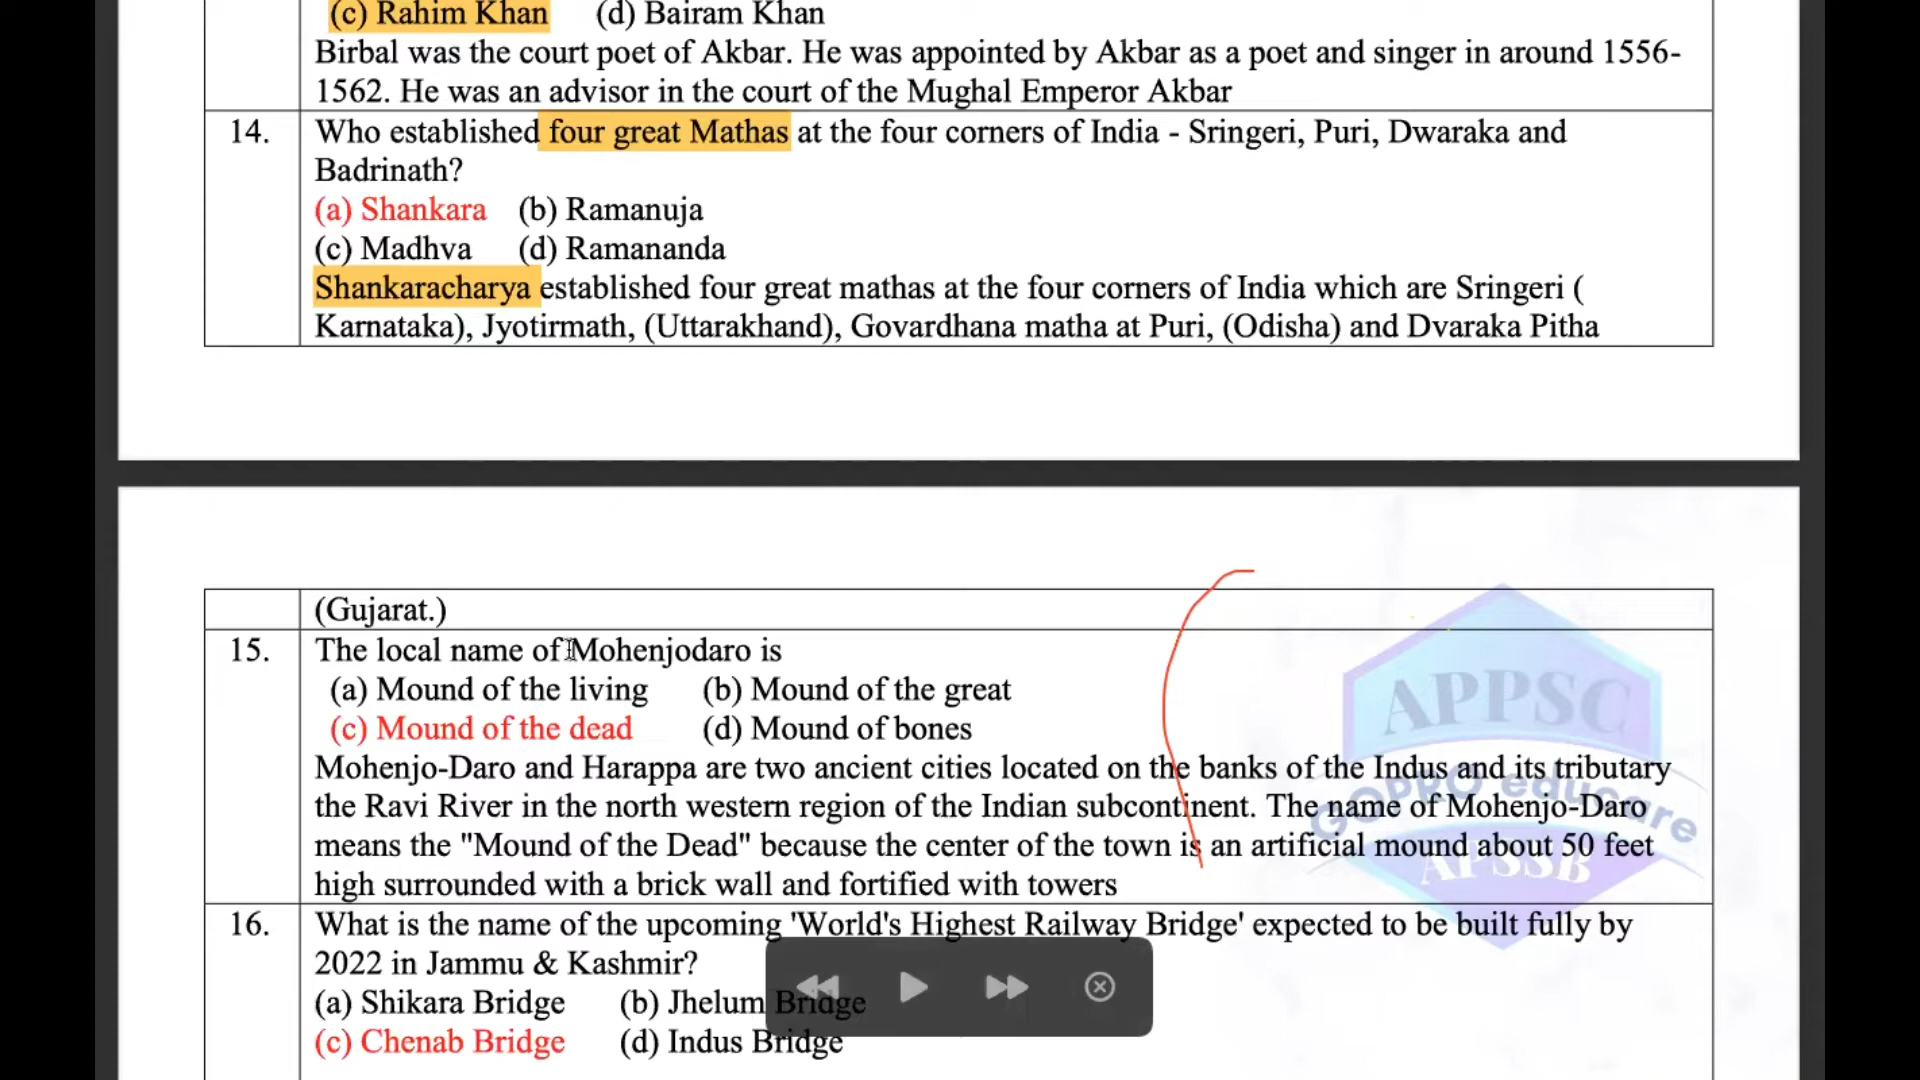 (c) Rahim Khan (d) Bairam Khan
Birbal was the court poet of Akbar. He was appointed by Akbar as a poet and singer in around 1556-
1562. He was an advisor in the court of the Mughal Emperor Akbar
14. Who established four great Mathas at the four corners of India - Sringeri, Puri, Dwaraka and
Badrinath?
(a) Shankara (b) Ramanuja
(c) Madhva (d) Ramananda
Shankaracharya established four great mathas at the four corners of India which are Sringeri (
Karnataka), Jyotirmath, (Uttarakhand), Govardhana matha at Puri, (Odisha) and Dvaraka Pitha
(Gujarat.)
15. The local name of Mohenjodaro is
(a) Mound of the living (b) Mound of the great
(c) Mound of the dead (d) Mound of bones
Mohenjo-Daro and Harappa are two ancient cities located on the banks of the Indus and its tributary
the Ravi River in the north western region of the Indian subcontinent. The name of Mohenjo-Daro
means the "Mound of the Dead" because the center of the town is an artificial mound about 50 feet
high surrounded with a brick wall and fortified with towers
APPSC
GOPRO educare
APSSB
16. What is the name of the upcoming 'World's Highest Railway Bridge' expected to be built fully by
2022 in Jammu & Kashmir?
(a) Shikara Bridge (b) Jhelum Bridge
(c) Chenab Bridge (d) Indus Bridge